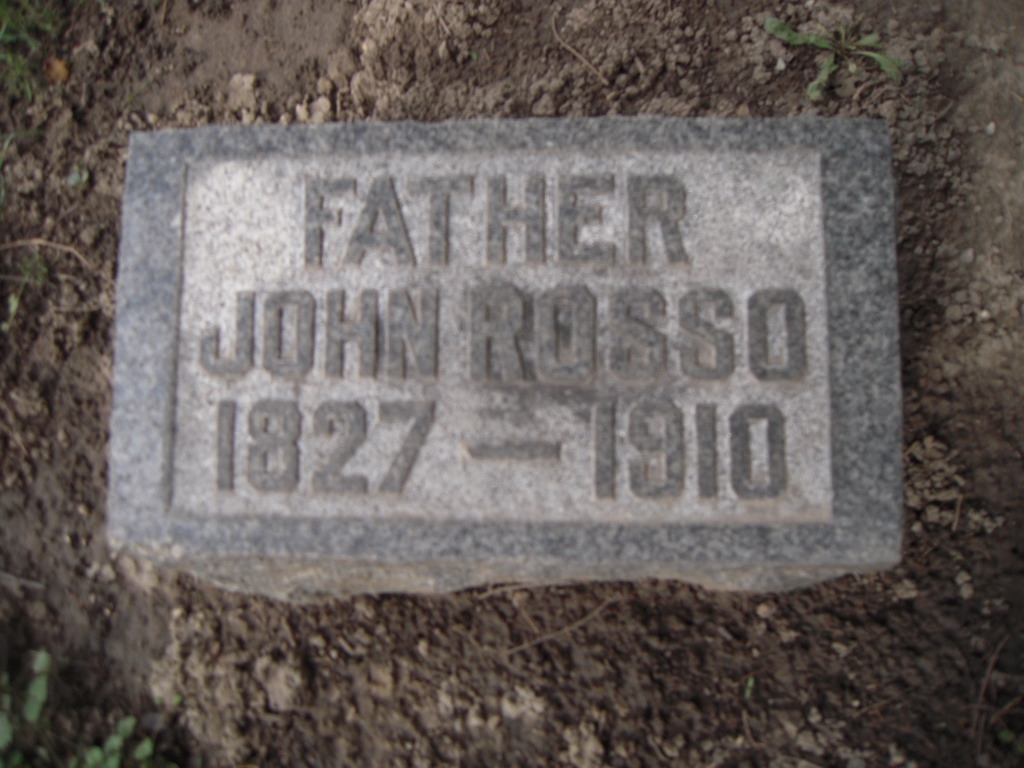 FATHER
JOHN ROSSO
1827 — 1910